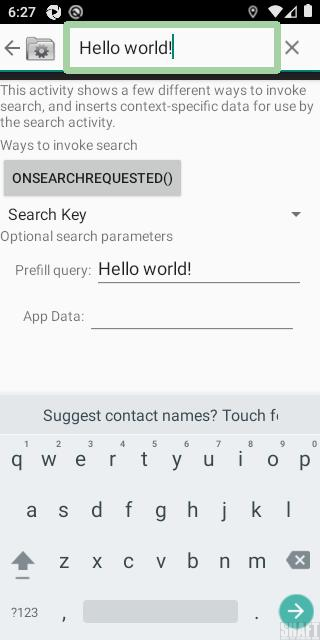 6:27
Hello world!
This activity shows a few different ways to invoke
search, and inserts context-specific data for use by
the search activity.
Ways to invoke search
ONSEARCHREQUESTED()
Search Key
Optional search parameters
Prefill query: Hello world!
App Data:
Suggest contact names? Touch fo
1 2 3 4 5 6 7 8 9 0
q w e r t y u i o p
a s d f g h j k l
z x c v b n m
?123 , .
SHAFT